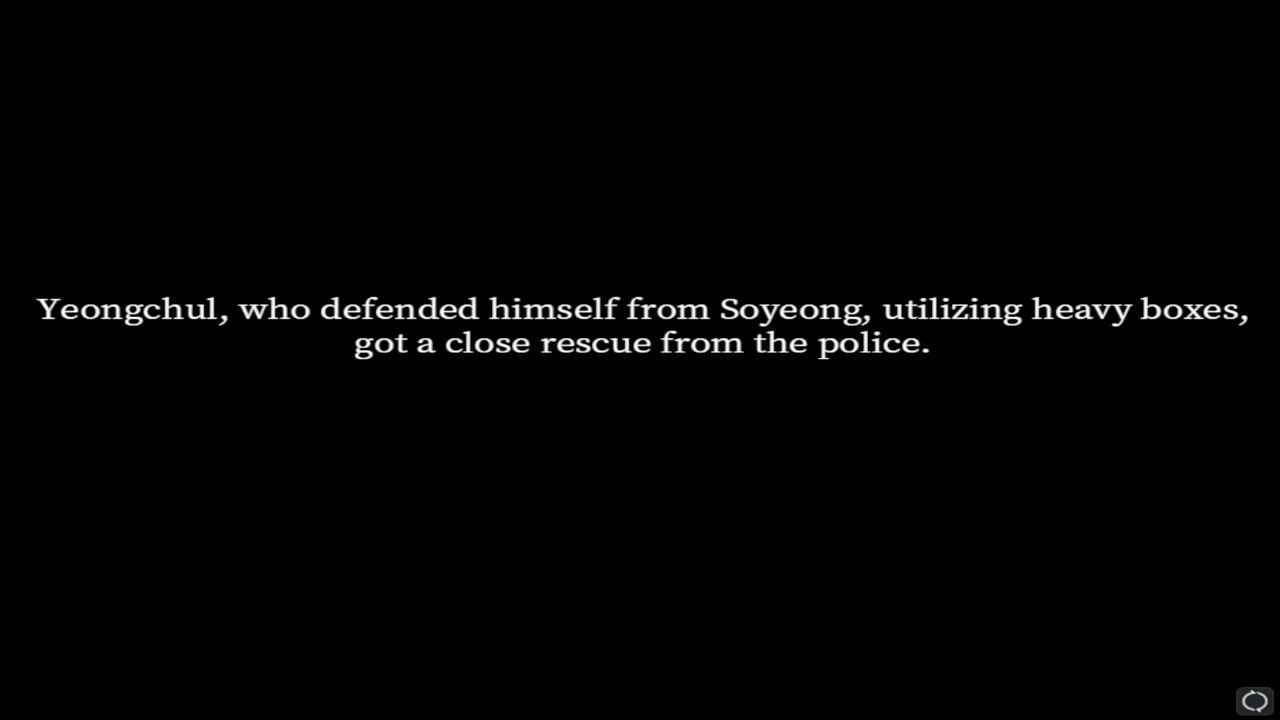 Yeongchul, who defended himself from Soyeong, utilizing heavy boxes,
got a close rescue from the police.